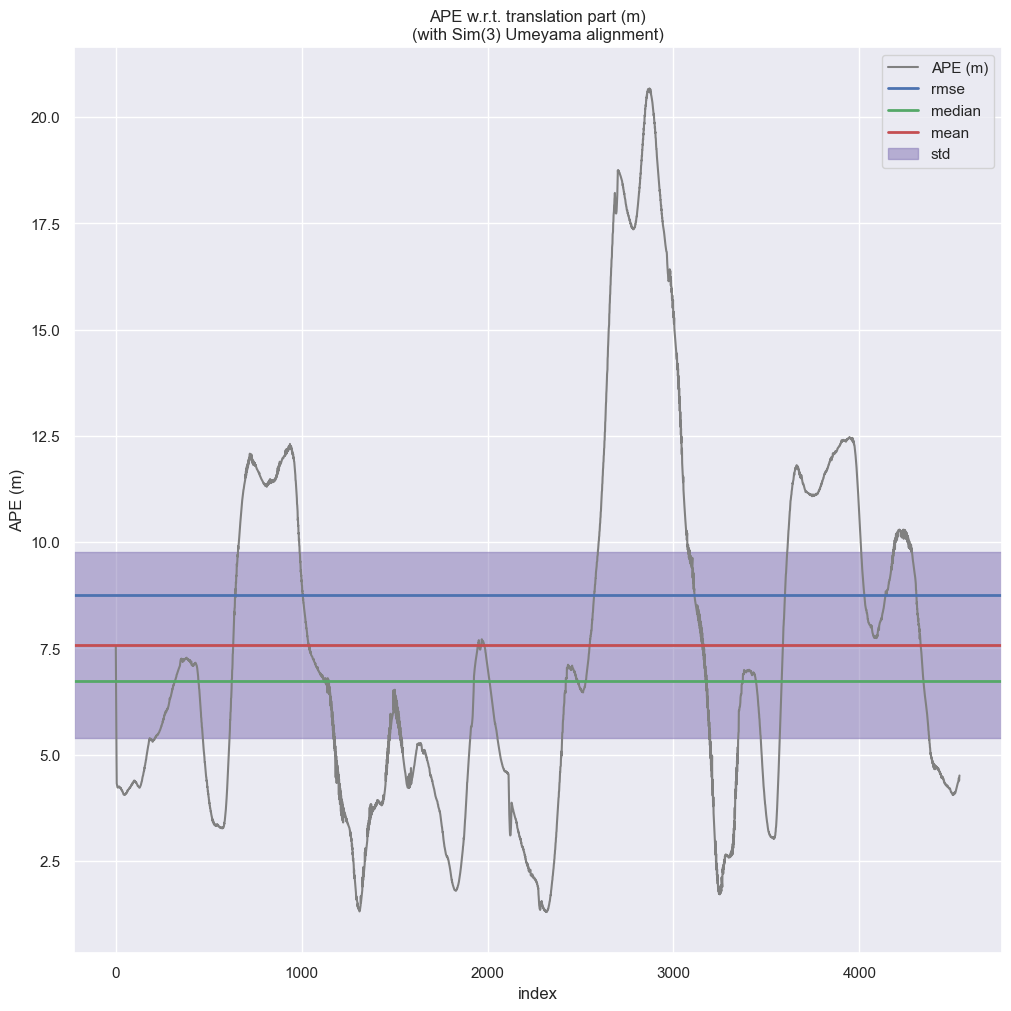 APE w.r.t. translation part (m)
(with Sim(3) Umeyama alignment)
APE (m)
rmse
median
mean
std
20.0
17.5
15.0
12.5
10.0
7.5
5.0
2.5
APE (m)
0
1000
2000
3000
4000
index